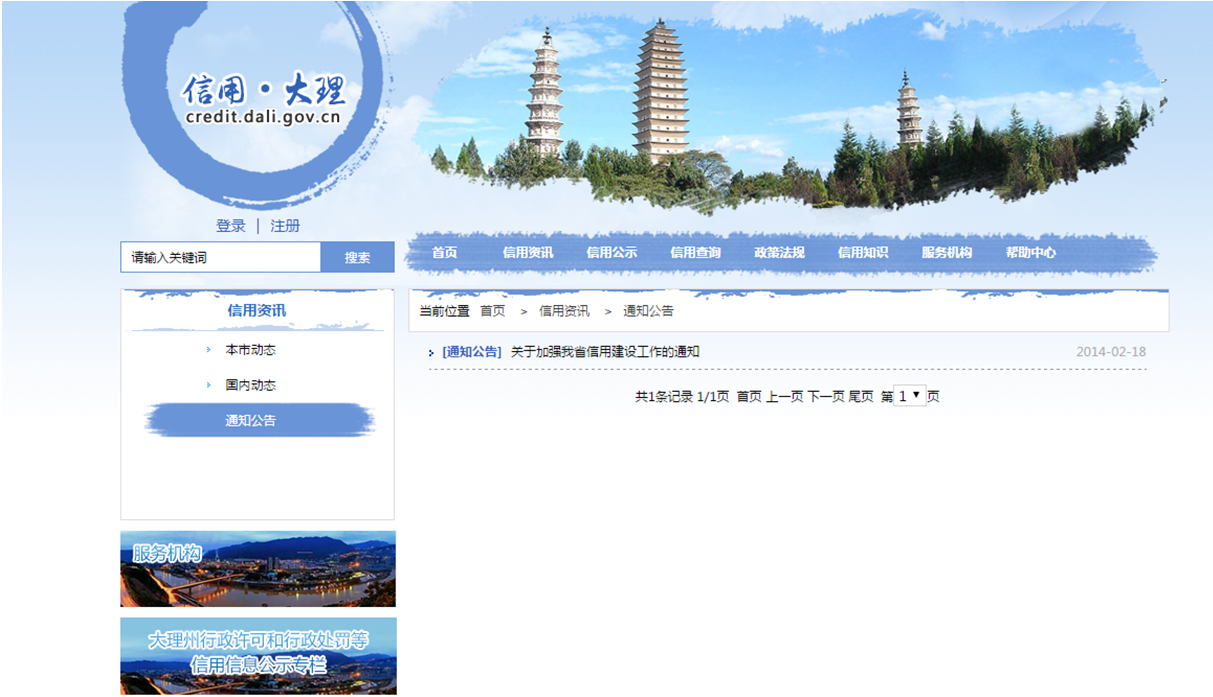 信用·大理
credit.dali.gov.cn
登录 | 注册
请输入关键词 搜索
首页 信用资讯 信用公示 信用查询 政策法规 信用知识 服务机构 帮助中心
信用资讯
本市动态
国内动态
通知公告
服务机构
大理州行政许可和行政处罚等
信用信息公示专栏
当前位置 首页 > 信用资讯 > 通知公告
[通知公告] 关于加强我省信用建设工作的通知 2014-02-18
共1条记录 1/1页 首页 上一页 下一页 尾页 第 1 页